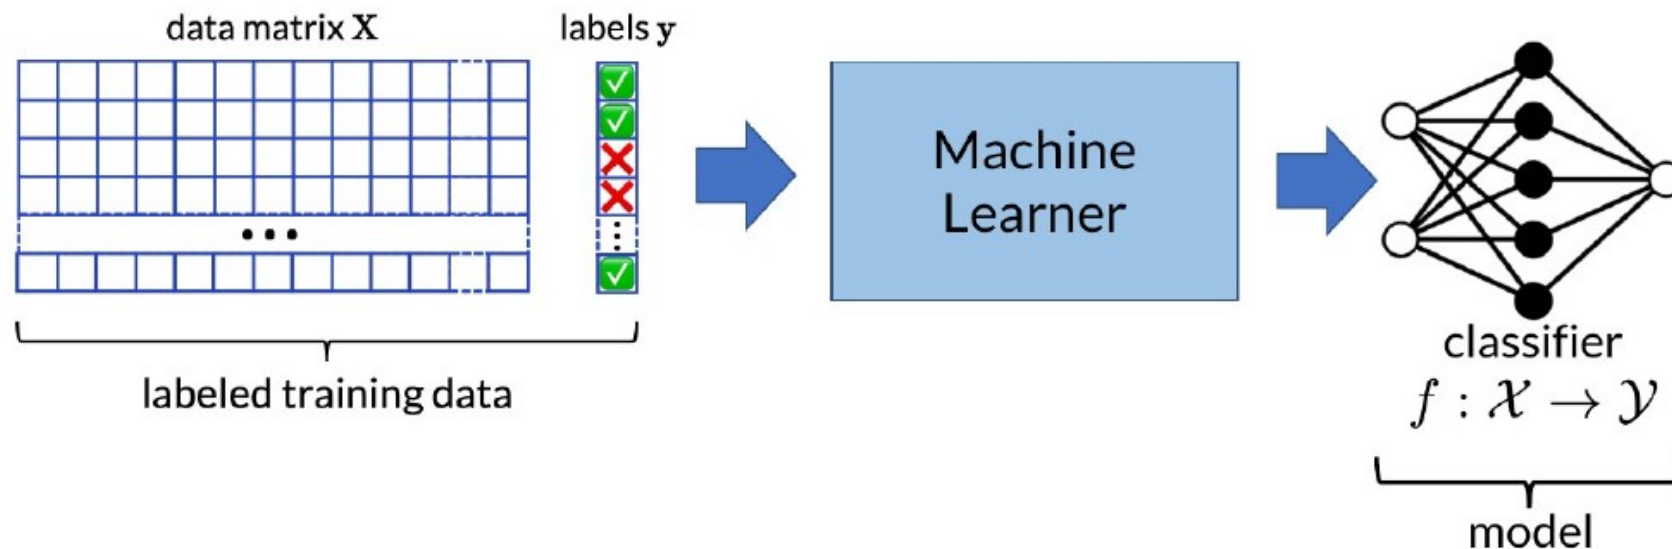 data matrix X
labels y
...
⋮
Machine
Learner
labeled training data
classifier
f : 𝒳 → 𝒴
model